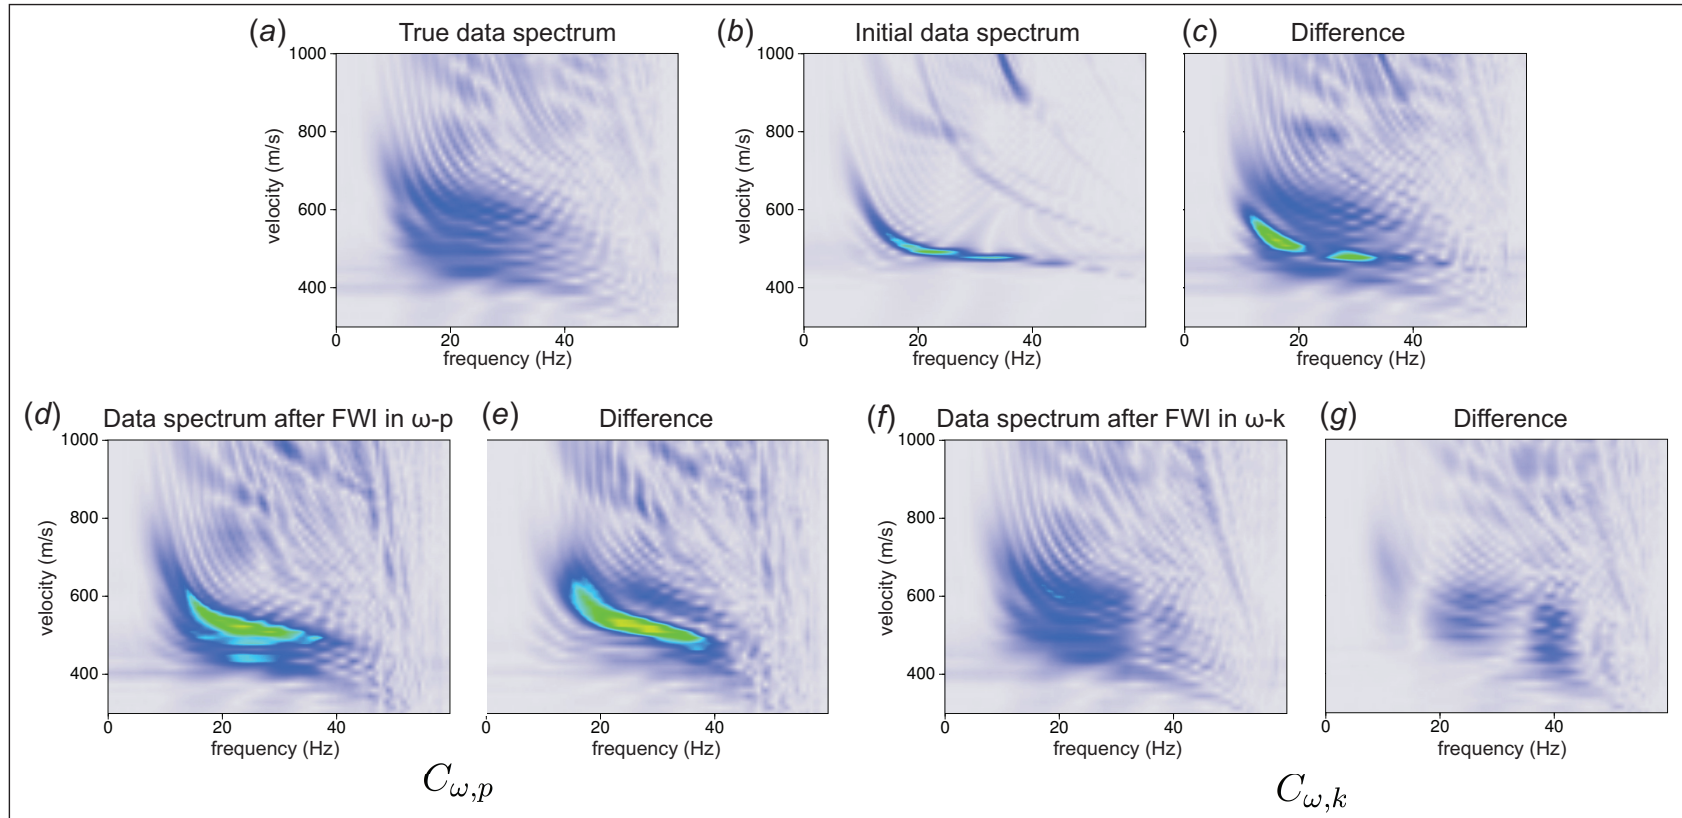 (a) True data spectrum
(b) Initial data spectrum
(c) Difference
1000
800
600
400
velocity (m/s)
0 20 40
frequency (Hz)
1000
800
600
400
velocity (m/s)
0 20 40
frequency (Hz)
0 20 40
frequency (Hz)
(d) Data spectrum after FWI in ω-p
(e) Difference
(f) Data spectrum after FWI in ω-k
(g) Difference
1000
800
600
400
velocity (m/s)
0 20 40
frequency (Hz)
0 20 40
frequency (Hz)
1000
800
600
400
velocity (m/s)
0 20 40
frequency (Hz)
0 20 40
frequency (Hz)
C_{ω,p}
C_{ω,k}